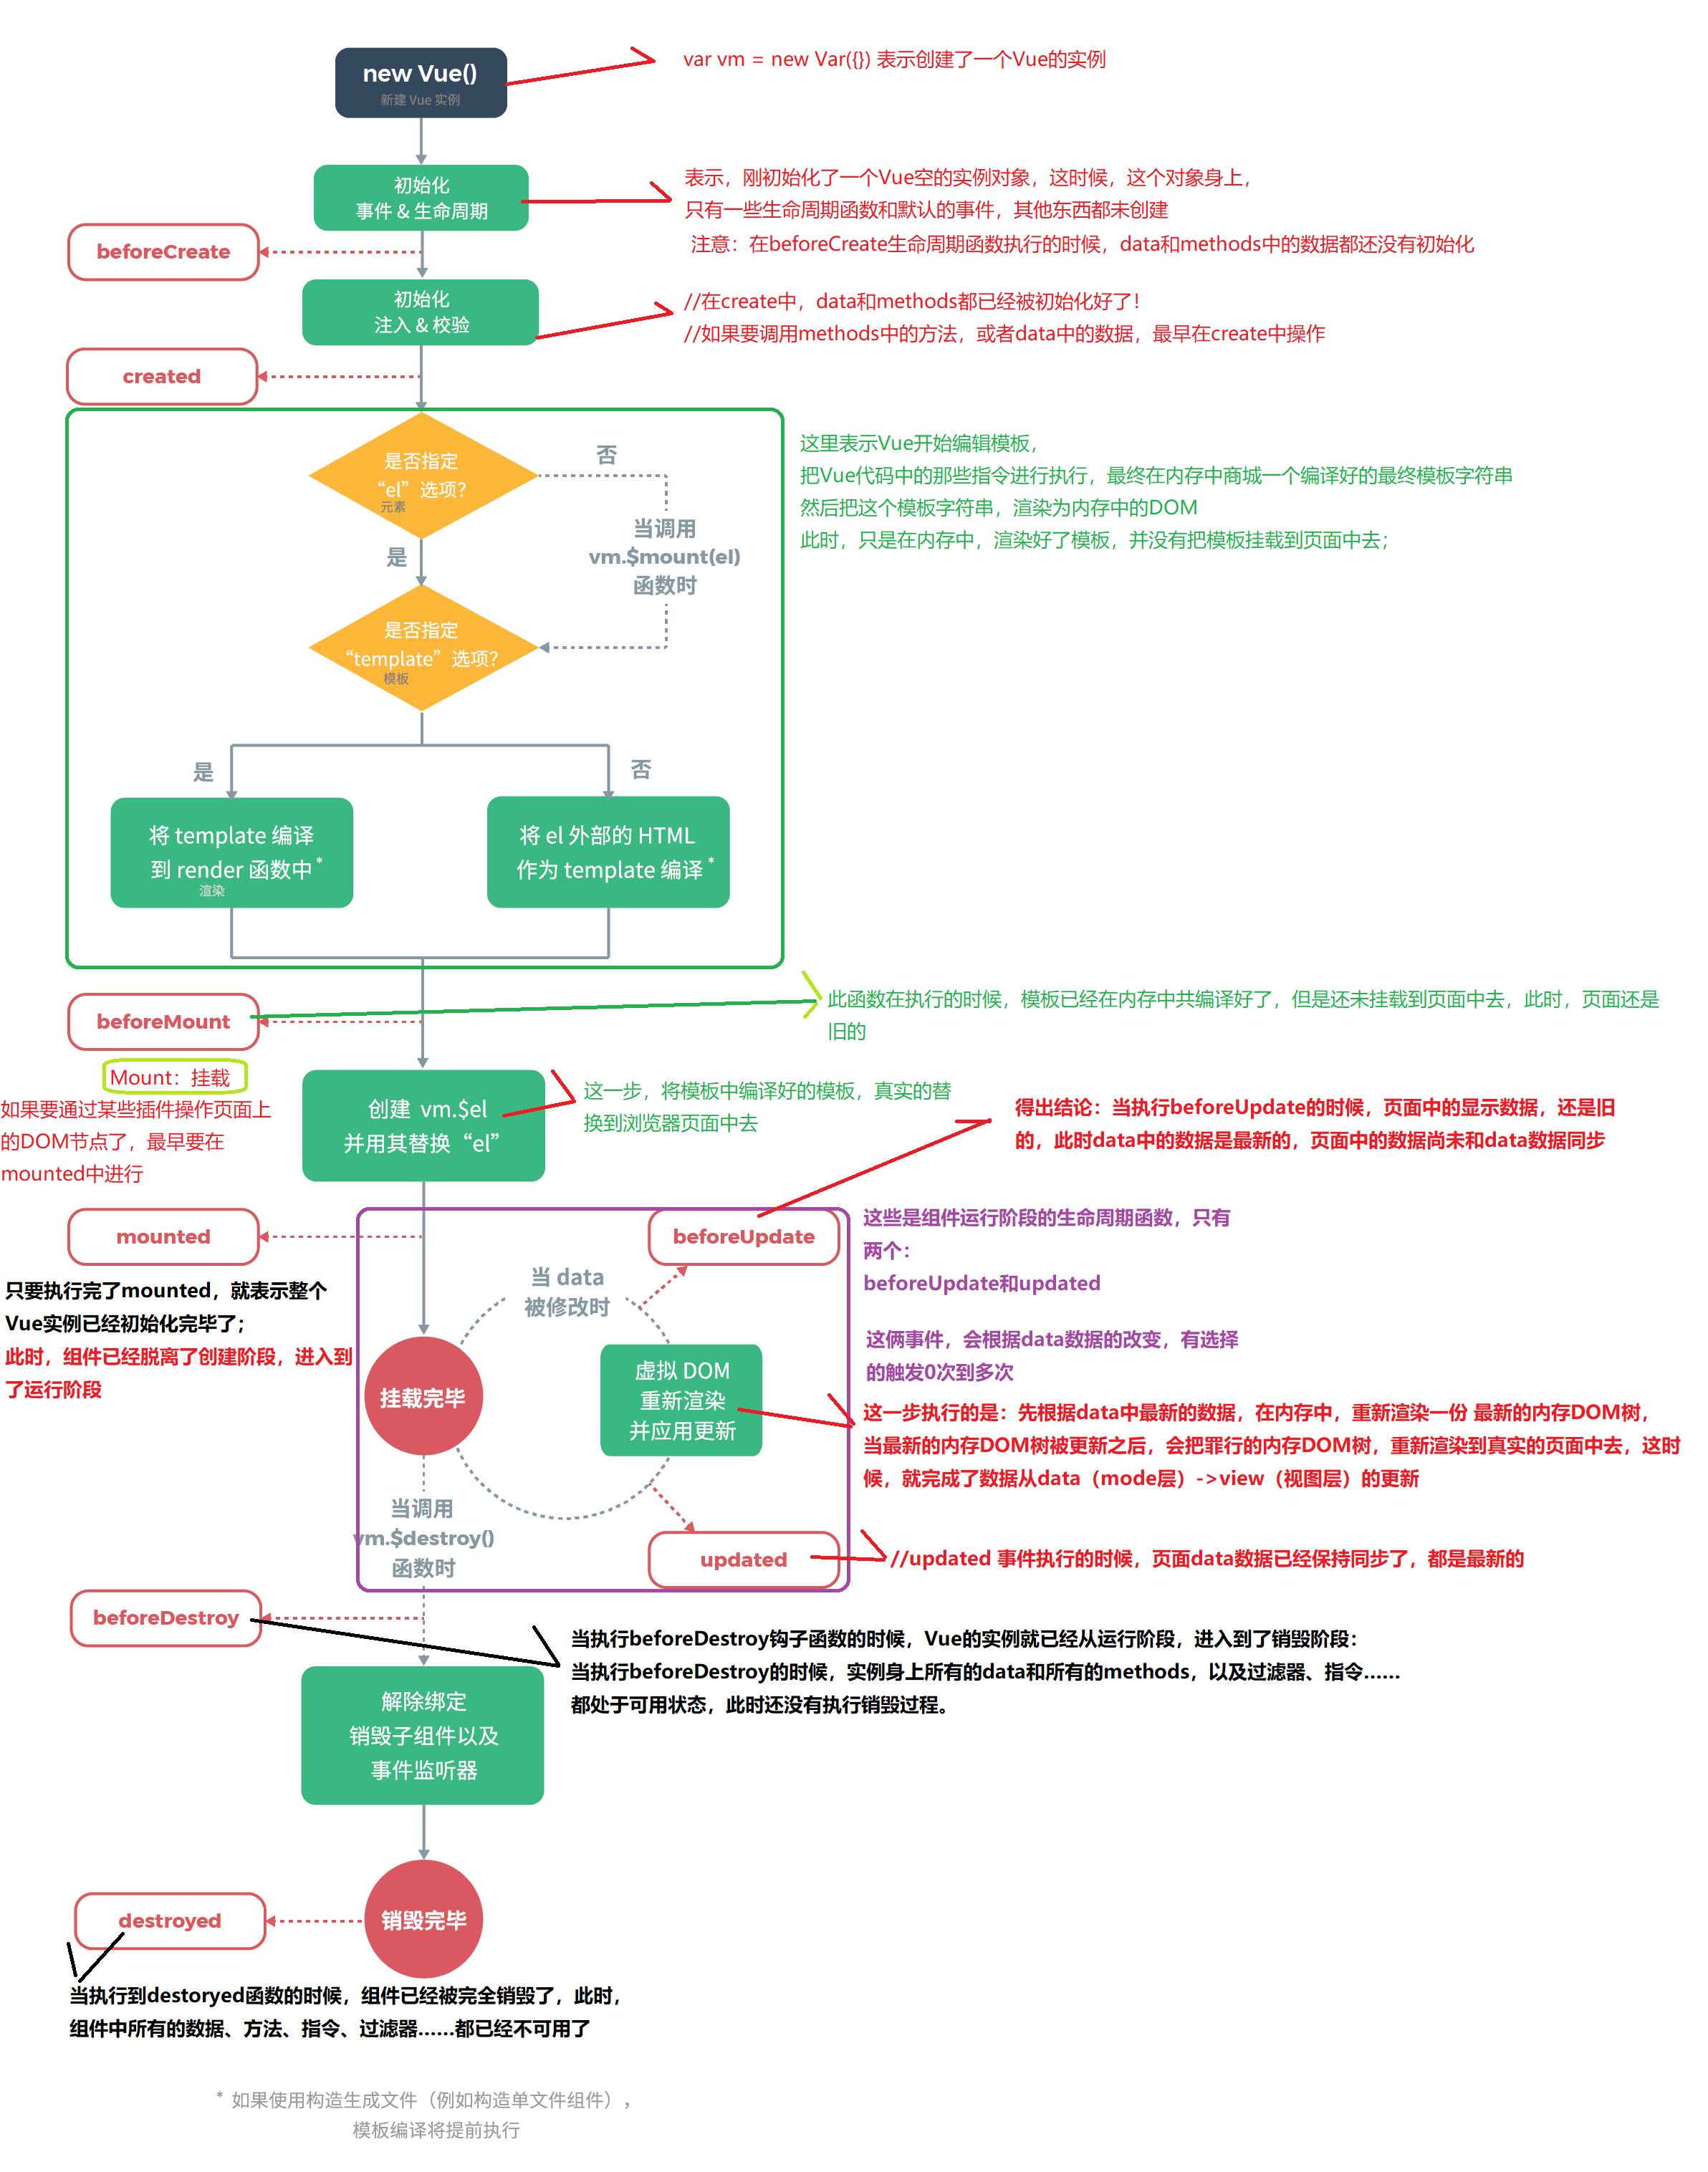 new Vue()
新建 Vue 实例
var vm = new Var({}) 表示创建了一个Vue的实例
初始化
事件 & 生命周期
表示，刚初始化了一个Vue空的实例对象，这时候，这个对象身上，
只有一些生命周期函数和默认的事件，其他东西都未创建
注意：在beforeCreate生命周期函数执行的时候，data和methods中的数据都还没有初始化
beforeCreate
初始化
注入 & 校验
//在create中，data和methods都已经被初始化好了！
//如果要调用methods中的方法，或者data中的数据，最早在create中操作
created
是否指定
“el”选项？
元素
否
当调用
vm.$mount(el)
函数时
是
这里表示Vue开始编辑模板，
把Vue代码中的那些指令进行执行，最终在内存中商城一个编译好的最终模板字符串
然后把这个模板字符串，渲染为内存中的DOM
此时，只是在内存中，渲染好了模板，并没有把模板挂载到页面中去；
是否指定
“template”选项？
模板
是
否
将 template 编译
到 render 函数中 *
渲染
将 el 外部的 HTML
作为 template 编译 *
beforeMount
此函数在执行的时候，模板已经在内存中共编译好了，但是还未挂载到页面中去，此时，页面还是
旧的
Mount：挂载
如果要通过某些插件操作页面上
的DOM节点了，最早要在
mounted中进行
创建 vm.$el
并用其替换“el”
这一步，将模板中编译好的模板，真实的替
换到浏览器页面中去
得出结论：当执行beforeUpdate的时候，页面中的显示数据，还是旧
的，此时data中的数据是最新的，页面中的数据尚未和data数据同步
mounted
只要执行完了mounted，就表示整个
Vue实例已经初始化完毕了；
此时，组件已经脱离了创建阶段，进入到
了运行阶段
beforeUpdate
当 data
被修改时
这些是组件运行阶段的生命周期函数，只有
两个：
beforeUpdate和updated
这俩事件，会根据data数据的改变，有选择
的触发0次到多次
挂载完毕
虚拟 DOM
重新渲染
并应用更新
这一步执行的是：先根据data中最新的数据，在内存中，重新渲染一份 最新的内存DOM树，
当最新的内存DOM树被更新之后，会把罪行的内存DOM树，重新渲染到真实的页面中去，这时
候，就完成了数据从data（mode层）->view（视图层）的更新
当调用
vm.$destroy()
函数时
updated
//updated 事件执行的时候，页面data数据已经保持同步了，都是最新的
beforeDestroy
当执行beforeDestroy钩子函数的时候，Vue的实例就已经从运行阶段，进入到了销毁阶段：
当执行beforeDestroy的时候，实例身上所有的data和所有的methods，以及过滤器、指令......
都处于可用状态，此时还没有执行销毁过程。
解除绑定
销毁子组件以及
事件监听器
destroyed
销毁完毕
当执行到destoryed函数的时候，组件已经被完全销毁了，此时，
组件中所有的数据、方法、指令、过滤器......都已经不可用了
* 如果使用构造生成文件（例如构造单文件组件），
模板编译将提前执行